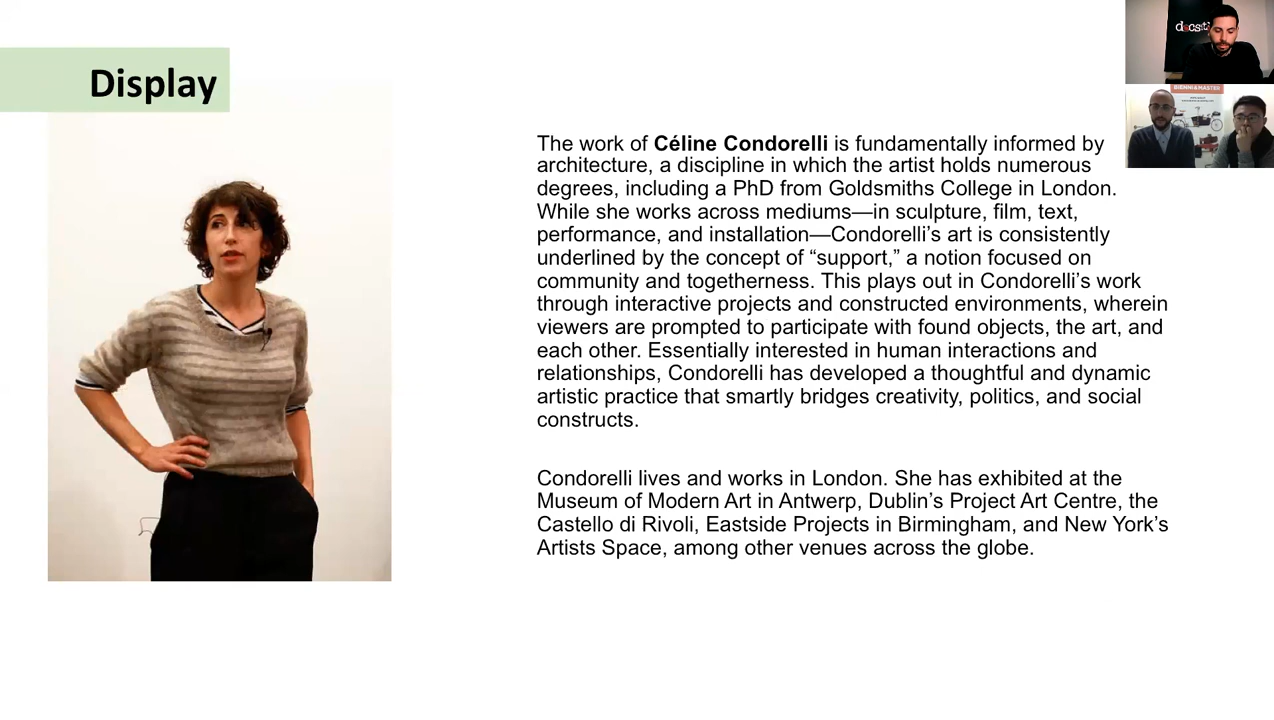 Display
The work of Céline Condorelli is fundamentally informed by
architecture, a discipline in which the artist holds numerous
degrees, including a PhD from Goldsmiths College in London.
While she works across mediums—in sculpture, film, text,
performance, and installation—Condorelli’s art is consistently
underlined by the concept of “support,” a notion focused on
community and togetherness. This plays out in Condorelli’s work
through interactive projects and constructed environments, wherein
viewers are prompted to participate with found objects, the art, and
each other. Essentially interested in human interactions and
relationships, Condorelli has developed a thoughtful and dynamic
artistic practice that smartly bridges creativity, politics, and social
constructs.
Condorelli lives and works in London. She has exhibited at the
Museum of Modern Art in Antwerp, Dublin’s Project Art Centre, the
Castello di Rivoli, Eastside Projects in Birmingham, and New York’s
Artists Space, among other venues across the globe.
BIENNI&MASTER